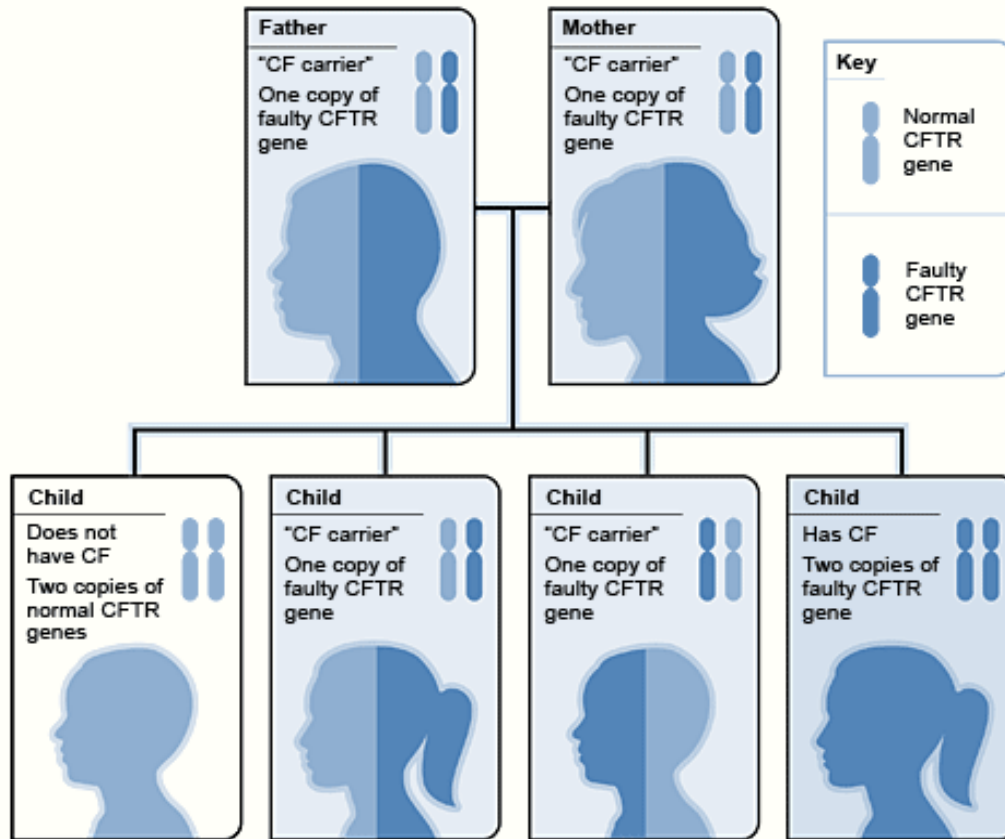 Father
"CF carrier"
One copy of
faulty CFTR
gene
Mother
"CF carrier"
One copy of
faulty CFTR
gene
Key
Normal
CFTR
gene
Faulty
CFTR
gene
Child
Does not
have CF
Two copies of
normal CFTR
genes
Child
"CF carrier"
One copy of
faulty CFTR
gene
Child
"CF carrier"
One copy of
faulty CFTR
gene
Child
Has CF
Two copies of
faulty CFTR
gene